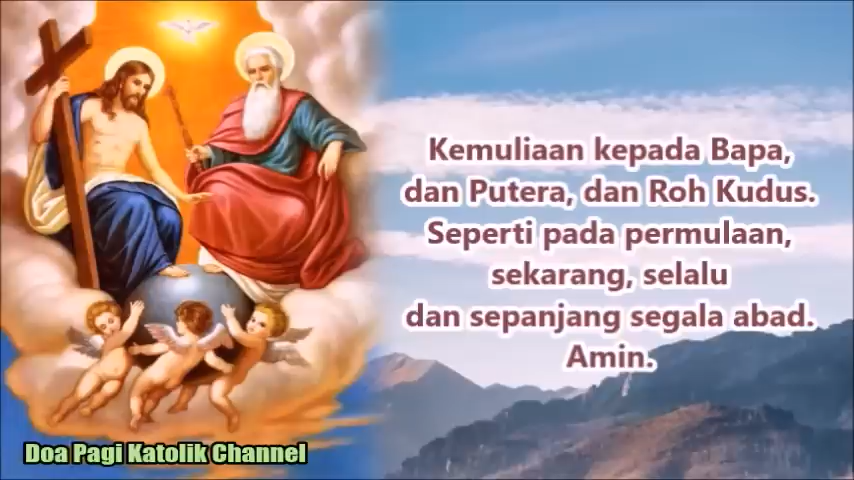 Kemuliaan kepada Bapa,
dan Putera, dan Roh Kudus.
Seperti pada permulaan,
sekarang, selalu
dan sepanjang segala abad.
Amin.
Doa Pagi Katolik Channel